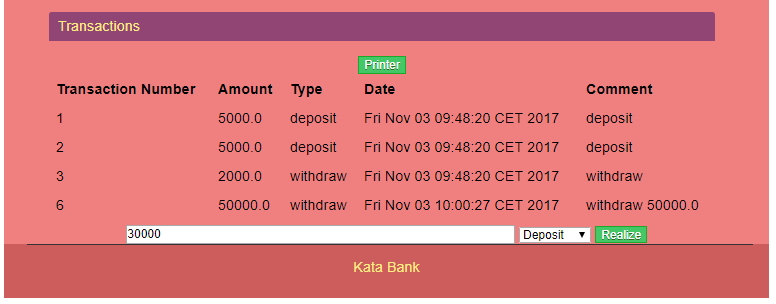 Transactions
Printer
Transaction Number Amount Type Date Comment
1 5000.0 deposit Fri Nov 03 09:48:20 CET 2017 deposit
2 5000.0 deposit Fri Nov 03 09:48:20 CET 2017 deposit
3 2000.0 withdraw Fri Nov 03 09:48:20 CET 2017 withdraw
6 50000.0 withdraw Fri Nov 03 10:00:27 CET 2017 withdraw 50000.0
30000 Deposit Realize
Kata Bank